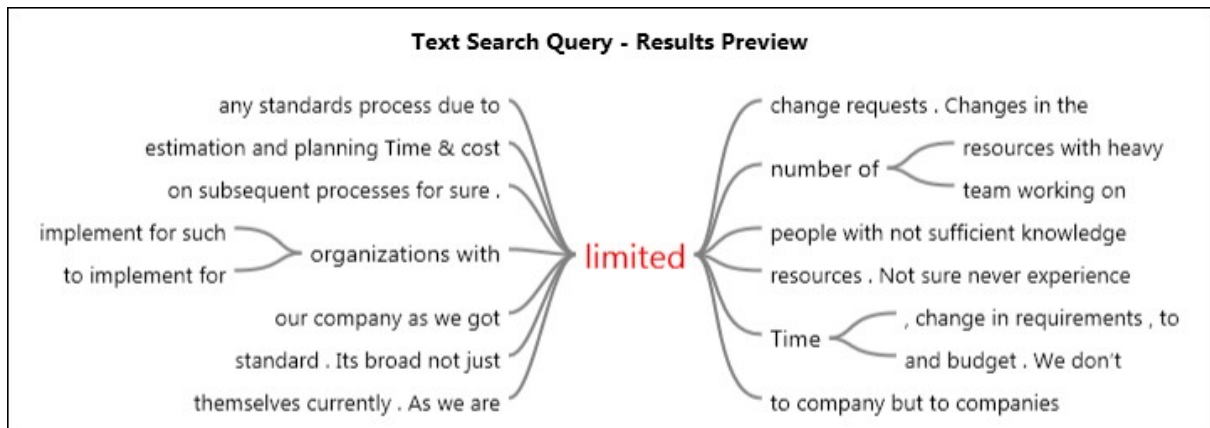 Text Search Query - Results Preview
any standards process due to
estimation and planning Time & cost
on subsequent processes for sure .
implement for such
to implement for
organizations with
our company as we got
standard . Its broad not just
themselves currently . As we are
limited
change requests . Changes in the
number of
resources with heavy
team working on
people with not sufficient knowledge
resources . Not sure never experience
Time
, change in requirements , to
and budget . We don't
to company but to companies